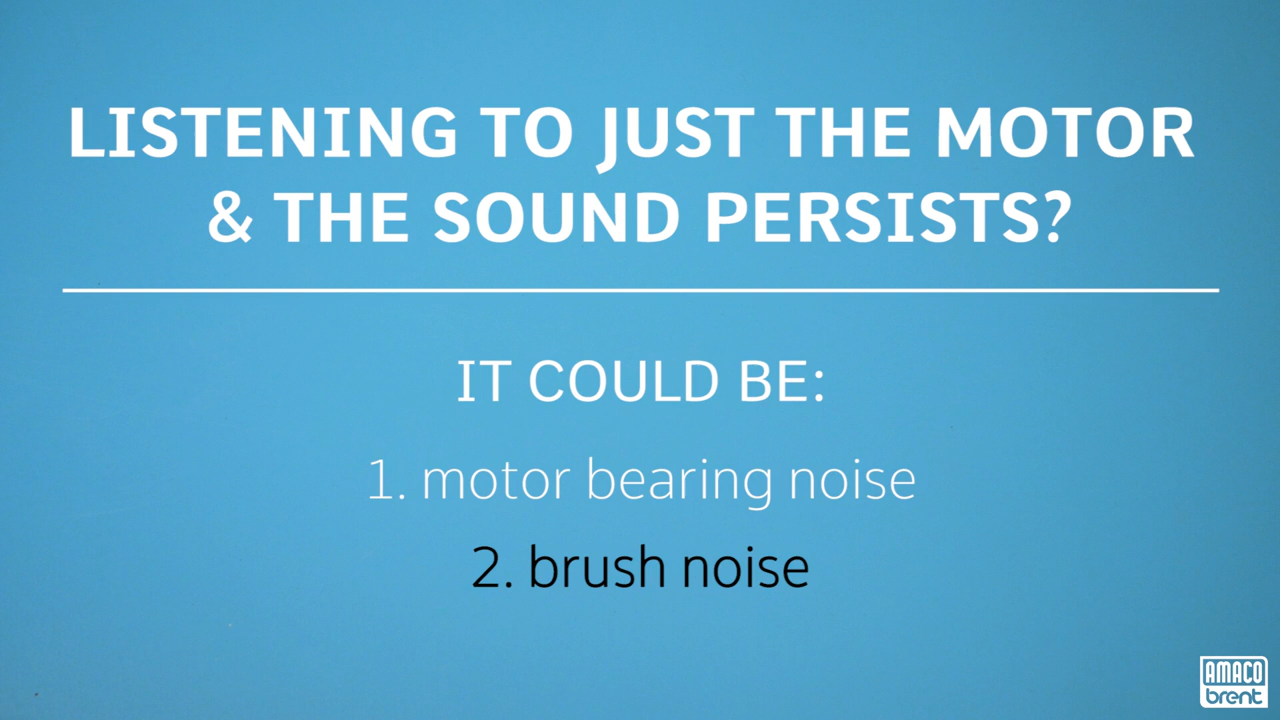 LISTENING TO JUST THE MOTOR
& THE SOUND PERSISTS?
IT COULD BE:
1. motor bearing noise
2. brush noise
AMACO
brent